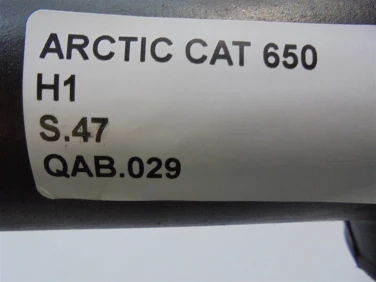 ARCTIC CAT 650
H1
S.47
QAB.029